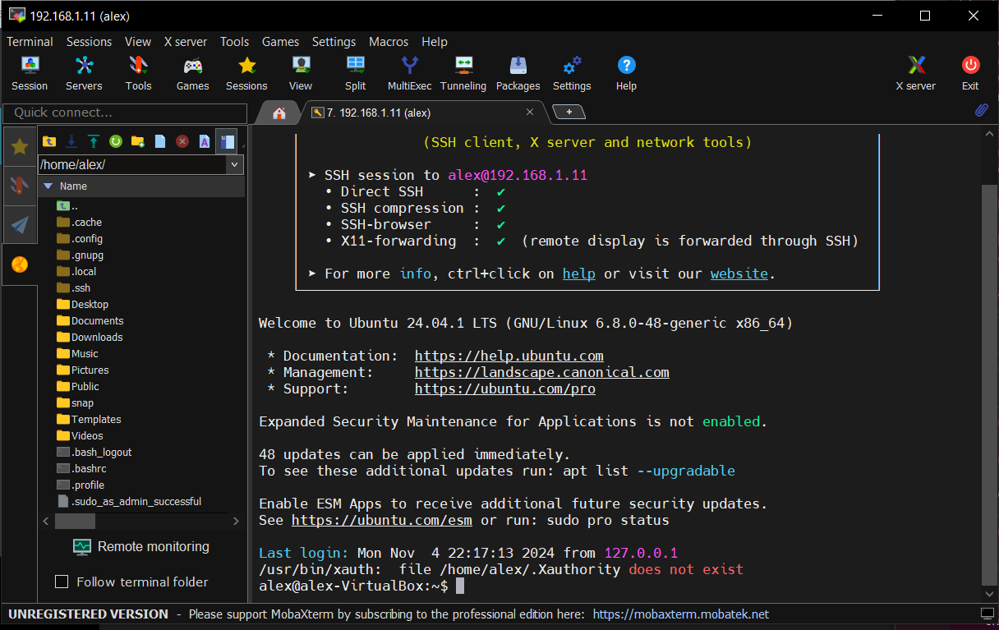 192.168.1.11 (alex)
Terminal Sessions View X server Tools Games Settings Macros Help
Session Servers Tools Games Sessions View Split MultiExec Tunneling Packages Settings Help X server Exit
Quick connect...
7. 192.168.1.11 (alex)
/home/alex/
Name
..
.cache
.config
.gnupg
.local
.ssh
Desktop
Documents
Downloads
Music
Pictures
Public
snap
Templates
Videos
.bash_logout
.bashrc
.profile
.sudo_as_admin_successful
Remote monitoring
Follow terminal folder
(SSH client, X server and network tools)
➤ SSH session to alex@192.168.1.11
• Direct SSH : ✔
• SSH compression : ✔
• SSH-browser : ✔
• X11-forwarding : ✔ (remote display is forwarded through SSH)
➤ For more info, ctrl+click on help or visit our website.
Welcome to Ubuntu 24.04.1 LTS (GNU/Linux 6.8.0-48-generic x86_64)
* Documentation: https://help.ubuntu.com
* Management: https://landscape.canonical.com
* Support: https://ubuntu.com/pro
Expanded Security Maintenance for Applications is not enabled.
48 updates can be applied immediately.
To see these additional updates run: apt list --upgradable
Enable ESM Apps to receive additional future security updates.
See https://ubuntu.com/esm or run: sudo pro status
Last login: Mon Nov  4 22:17:13 2024 from 127.0.0.1
/usr/bin/xauth:  file /home/alex/.Xauthority does not exist
alex@alex-VirtualBox:~$
UNREGISTERED VERSION - Please support MobaXterm by subscribing to the professional edition here: https://mobaxterm.mobatek.net